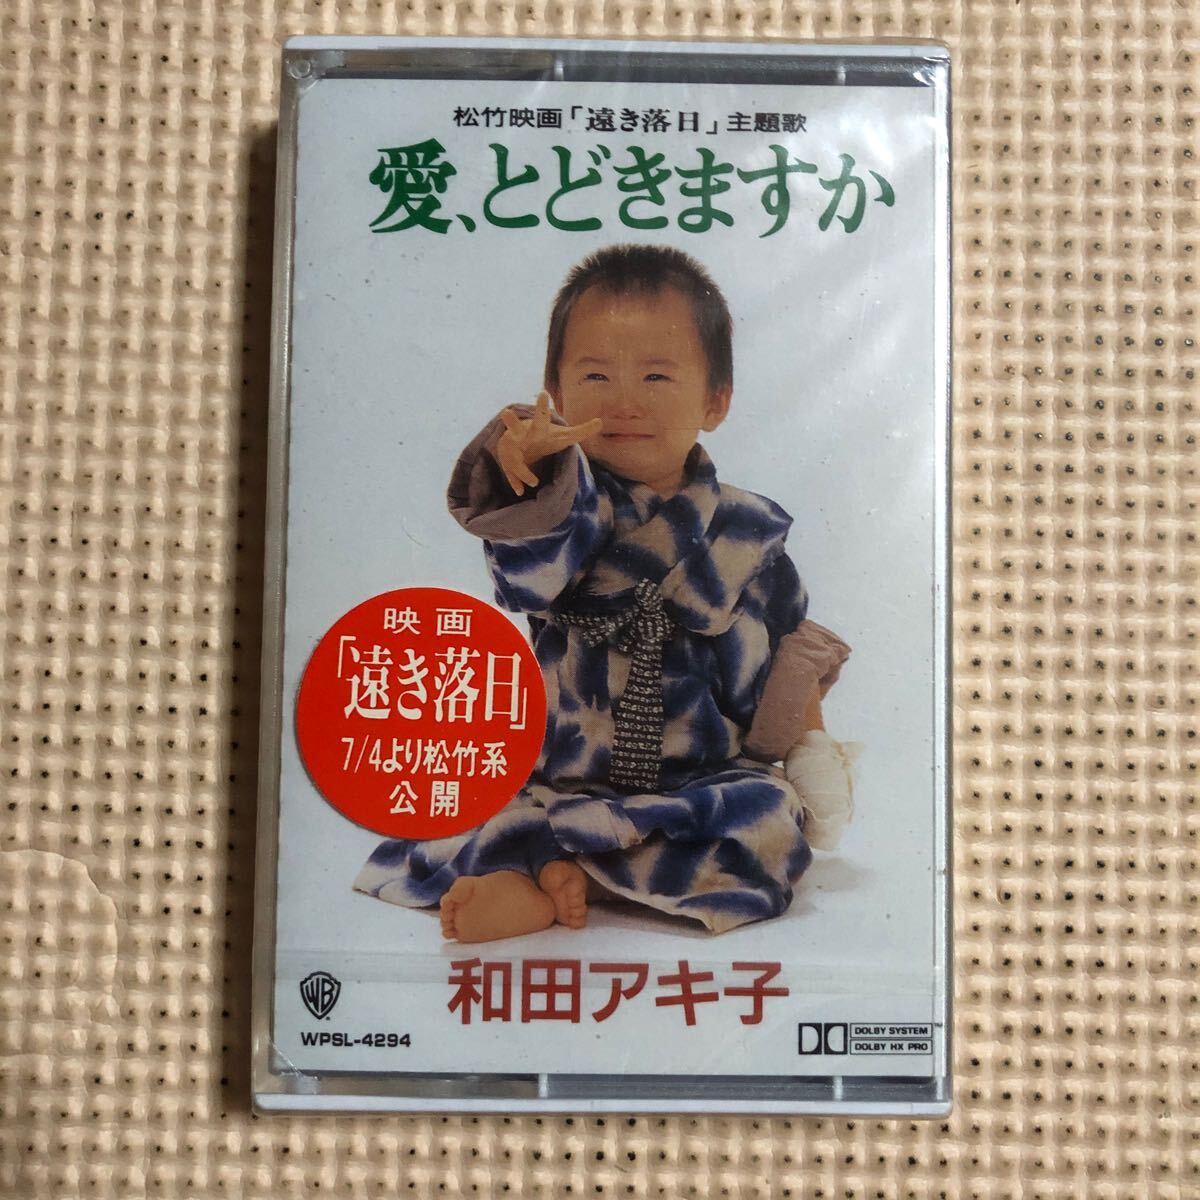 松竹映画「遠き落日」主題歌
愛、とどきますか
映画
「遠き落日」
7/4より松竹系
公開
和田アキ子
WB
WPSL-4294
DOLBY SYSTEM
DOLBY HX PRO